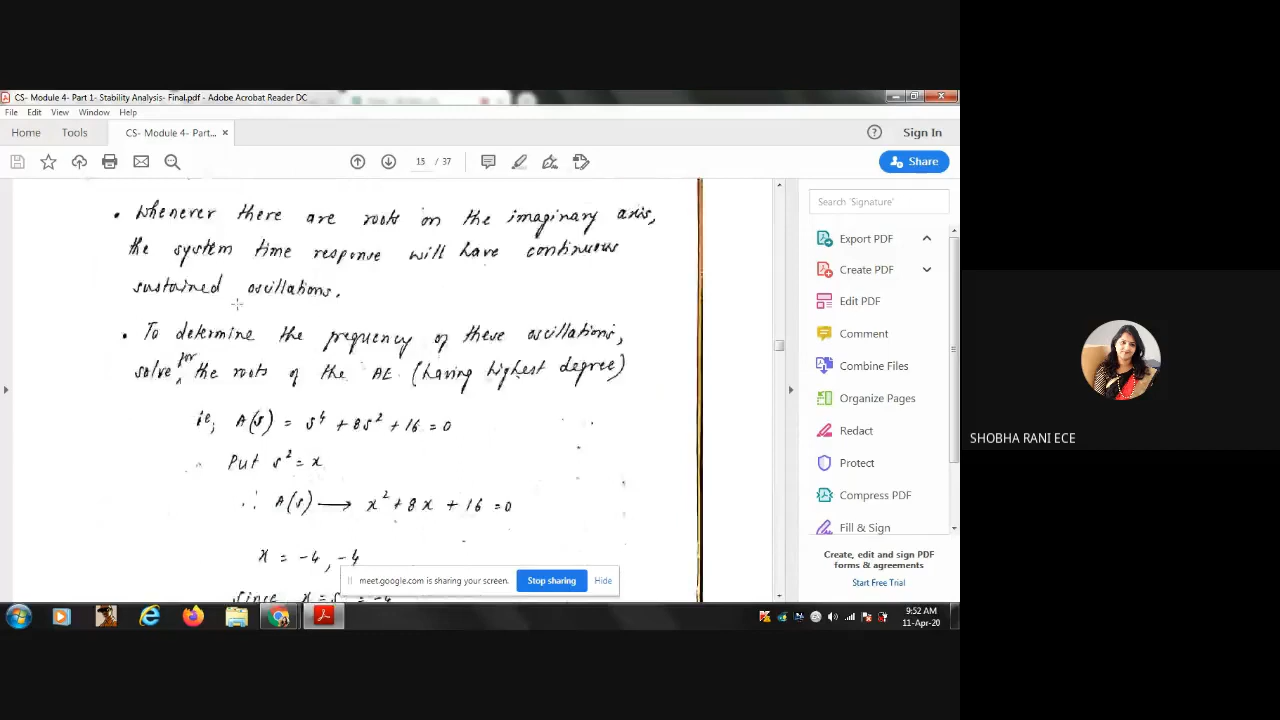 CS- Module 4- Part 1- Stability Analysis- Final.pdf - Adobe Acrobat Reader DC
File Edit View Window Help
Home Tools CS- Module 4- Part... × Sign In
15 / 37 Share
• Whenever there are roots on the imaginary axis,
the system time response will have continuous
sustained oscillations.
• To determine the frequency of these oscillations,
solve for the roots of the AE (having highest degree)
ie, A(s) = s⁴ + 8s² + 16 = 0
Put s² = x
∴ A(s) ⟶ x² + 8x + 16 = 0
x = -4, -4
since x = s = -4
meet.google.com is sharing your screen. Stop sharing Hide
Search 'Signature'
Export PDF
Create PDF
Edit PDF
Comment
Combine Files
Organize Pages
Redact
Protect
Compress PDF
Fill & Sign
Create, edit and sign PDF
forms & agreements
Start Free Trial
9:52 AM
11-Apr-20
SHOBHA RANI ECE